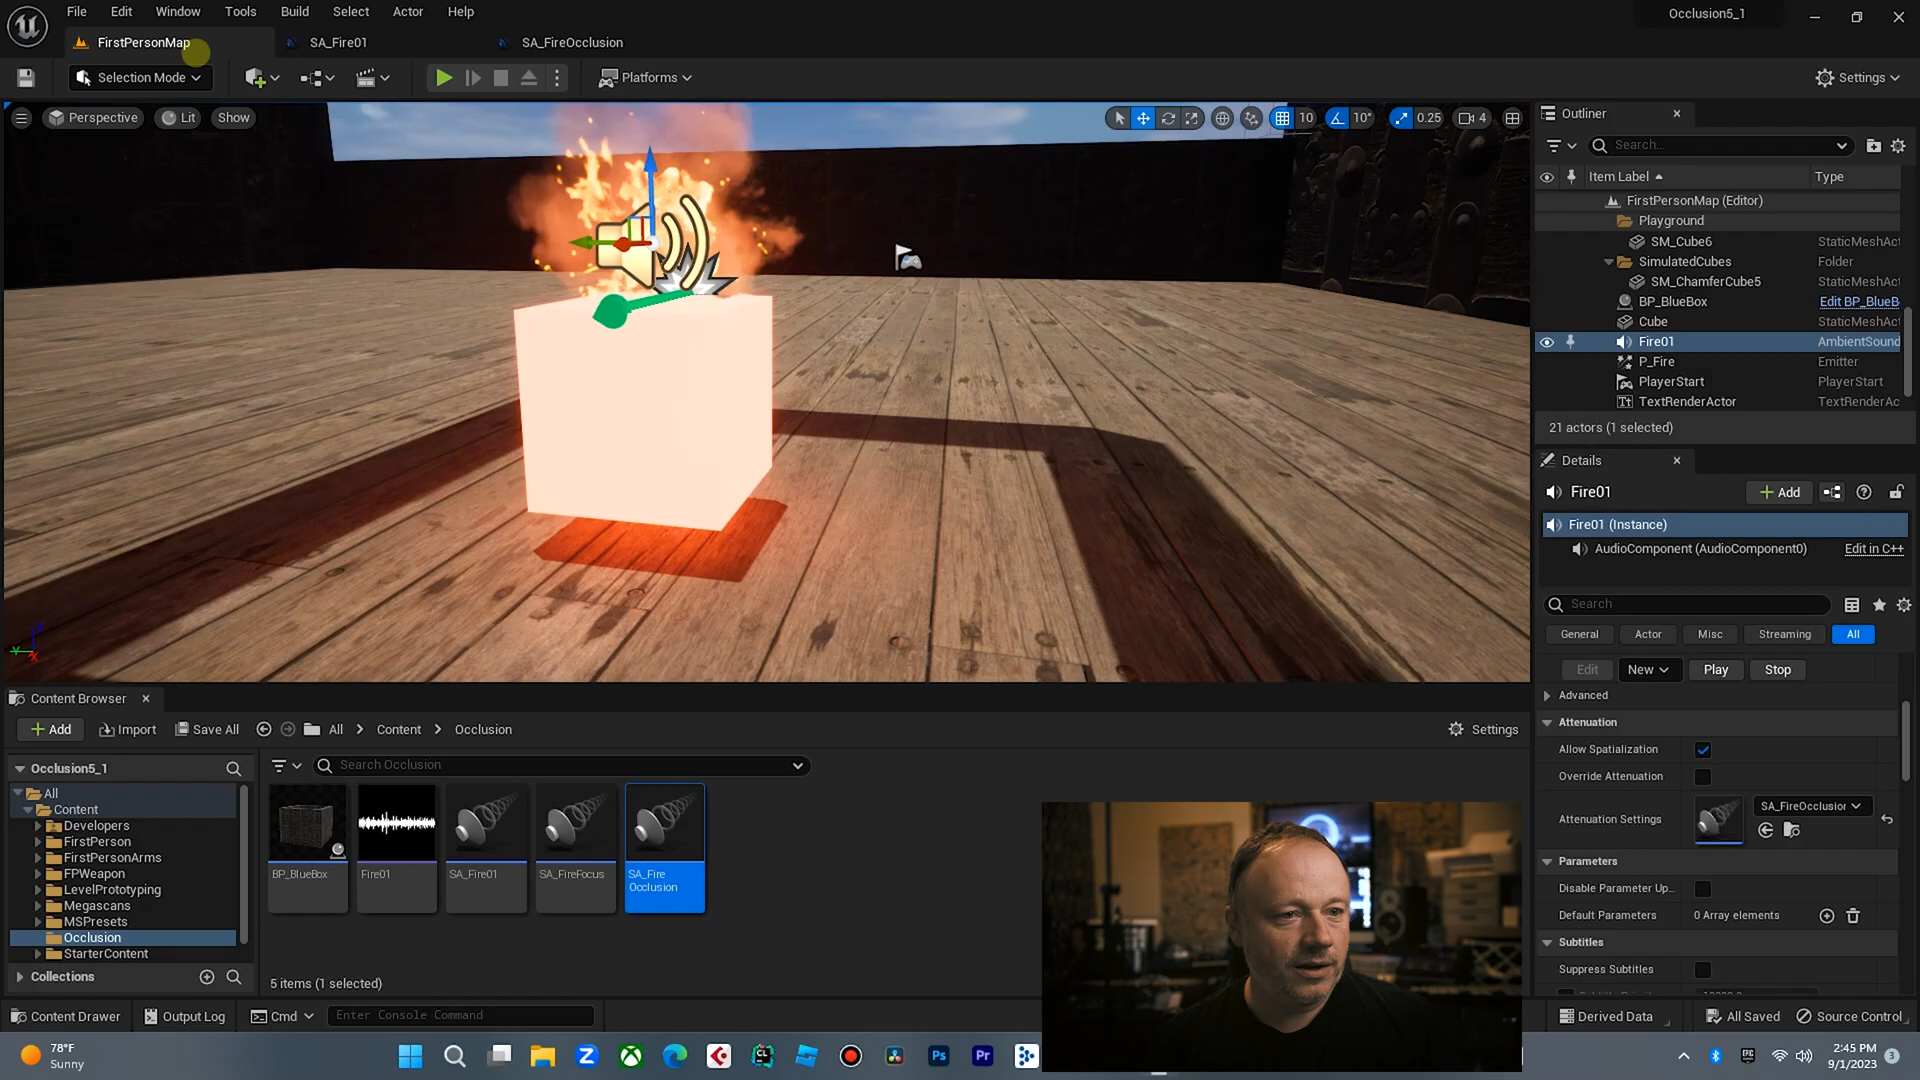 File Edit Window Tools Build Select Actor Help
Occlusion5_1
FirstPersonMap SA_Fire01 SA_FireOcclusion
Selection Mode Platforms Settings
Perspective Lit Show 10 10° 0.25 4
Outliner
Search...
Item Label Type
FirstPersonMap (Editor)
Playground
SM_Cube6 StaticMeshAct
SimulatedCubes Folder
SM_ChamferCube5 StaticMeshAct
BP_BlueBox Edit BP_BlueB
Cube StaticMeshAct
Fire01 AmbientSound
P_Fire Emitter
PlayerStart PlayerStart
TextRenderActor TextRenderAc
21 actors (1 selected)
Details
Fire01 Add
Fire01 (Instance)
AudioComponent (AudioComponent0) Edit in C++
Search
General Actor Misc Streaming All
Edit New Play Stop
Advanced
Attenuation
Allow Spatialization
Override Attenuation
Attenuation Settings SA_FireOcclusion
Parameters
Disable Parameter Up...
Default Parameters 0 Array elements
Subtitles
Suppress Subtitles
Content Browser
Add Import Save All All Content Occlusion Settings
Occlusion5_1
Search Occlusion
All
Content
Developers
FirstPerson
FirstPersonArms
FPWeapon
LevelPrototyping
Megascans
MSPresets
Occlusion
StarterContent
Collections
BP_BlueBox Fire01 SA_Fire01 SA_FireFocus SA_Fire
Occlusion
5 items (1 selected)
Content Drawer Output Log Cmd Enter Console Command Derived Data All Saved Source Control
78°F
Sunny
Z CL Ps Pr EPIC
2:45 PM
9/1/2023 3